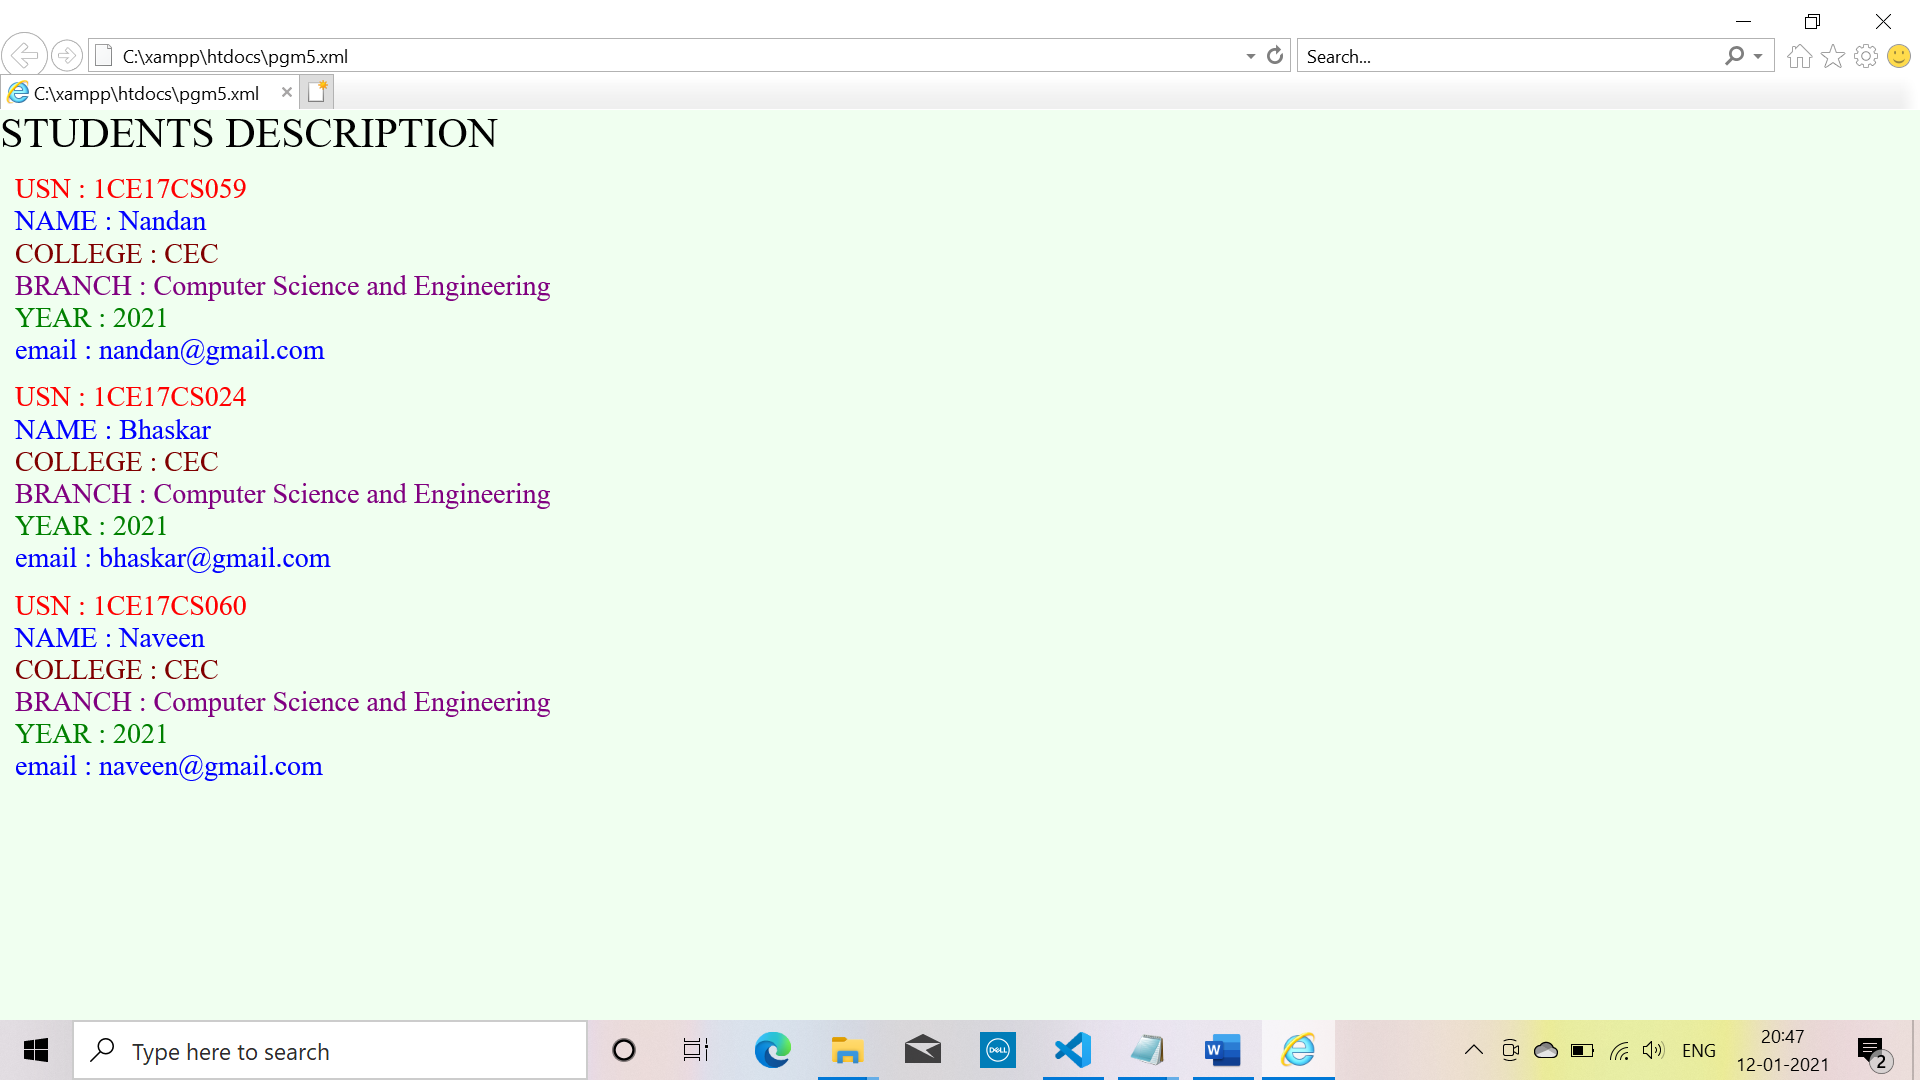 C:\xampp\htdocs\pgm5.xml
Search...
C:\xampp\htdocs\pgm5.xml
STUDENTS DESCRIPTION
USN : 1CE17CS059
NAME : Nandan
COLLEGE : CEC
BRANCH : Computer Science and Engineering
YEAR : 2021
email : nandan@gmail.com
USN : 1CE17CS024
NAME : Bhaskar
COLLEGE : CEC
BRANCH : Computer Science and Engineering
YEAR : 2021
email : bhaskar@gmail.com
USN : 1CE17CS060
NAME : Naveen
COLLEGE : CEC
BRANCH : Computer Science and Engineering
YEAR : 2021
email : naveen@gmail.com
Type here to search
DELL
W
ENG
20:47
12-01-2021
2